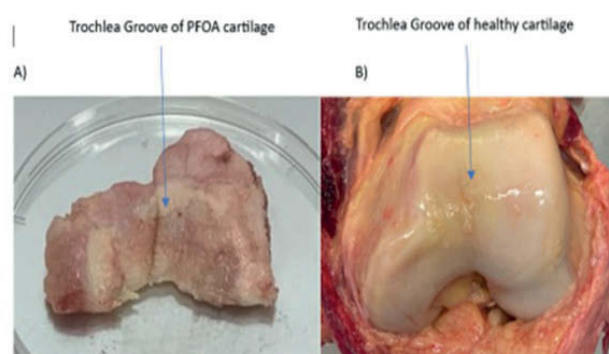 Trochlea Groove of PFOA cartilage
Trochlea Groove of healthy cartilage
A)
B)